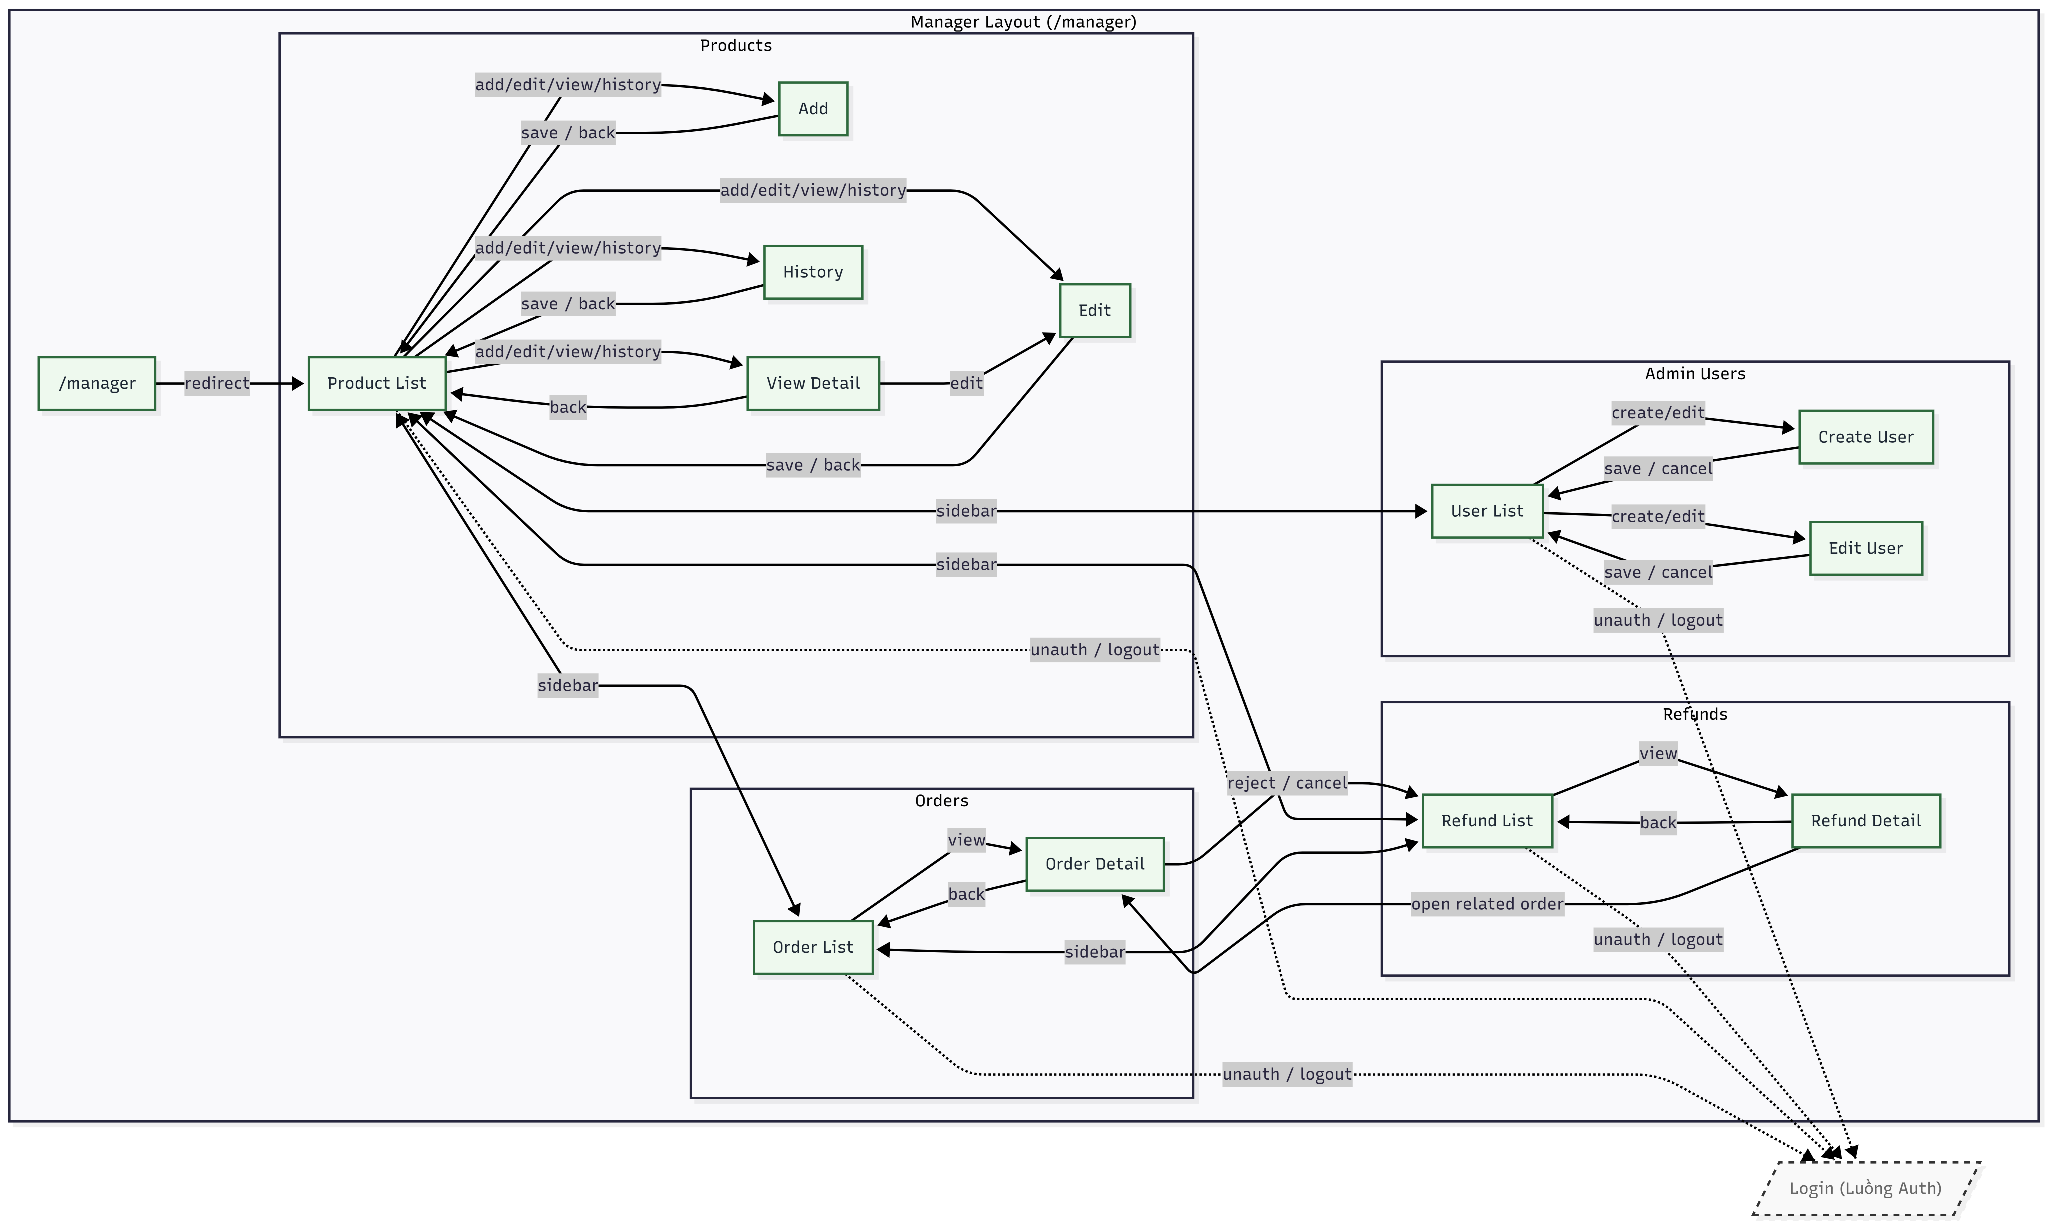 Manager Layout (/manager)
Products
add/edit/view/history
Add
save / back
add/edit/view/history
add/edit/view/history
History
save / back
Edit
add/edit/view/history
/manager
redirect
Product List
View Detail
edit
back
save / back
sidebar
sidebar
unauth / logout
sidebar
Admin Users
create/edit
Create User
save / cancel
User List
create/edit
Edit User
save / cancel
unauth / logout
Refunds
view
reject / cancel
Refund List
back
Refund Detail
open related order
unauth / logout
Orders
view
Order Detail
back
Order List
sidebar
unauth / logout
Login (Luồng Auth)